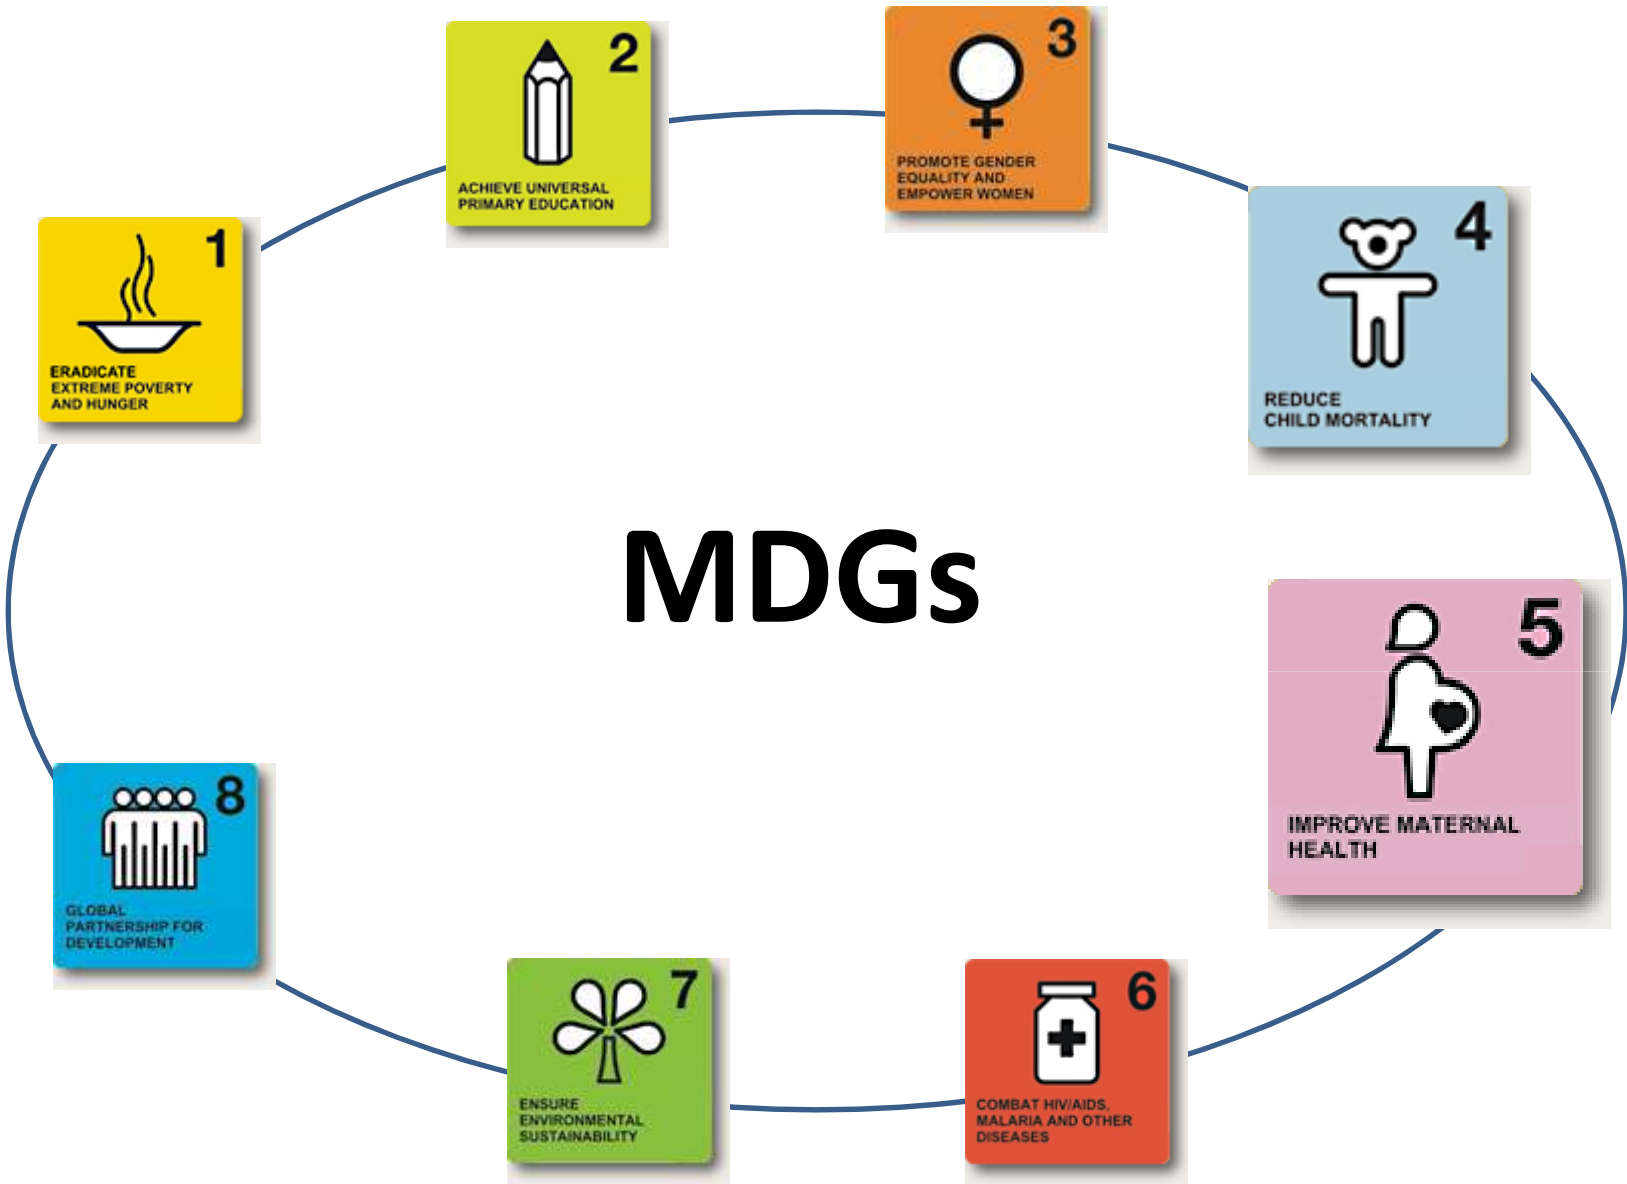 1
ERADICATE
EXTREME POVERTY
AND HUNGER
2
ACHIEVE UNIVERSAL
PRIMARY EDUCATION
3
PROMOTE GENDER
EQUALITY AND
EMPOWER WOMEN
4
REDUCE
CHILD MORTALITY
MDGs
5
IMPROVE MATERNAL
HEALTH
6
COMBAT HIV/AIDS,
MALARIA AND OTHER
DISEASES
7
ENSURE
ENVIRONMENTAL
SUSTAINABILITY
8
GLOBAL
PARTNERSHIP FOR
DEVELOPMENT